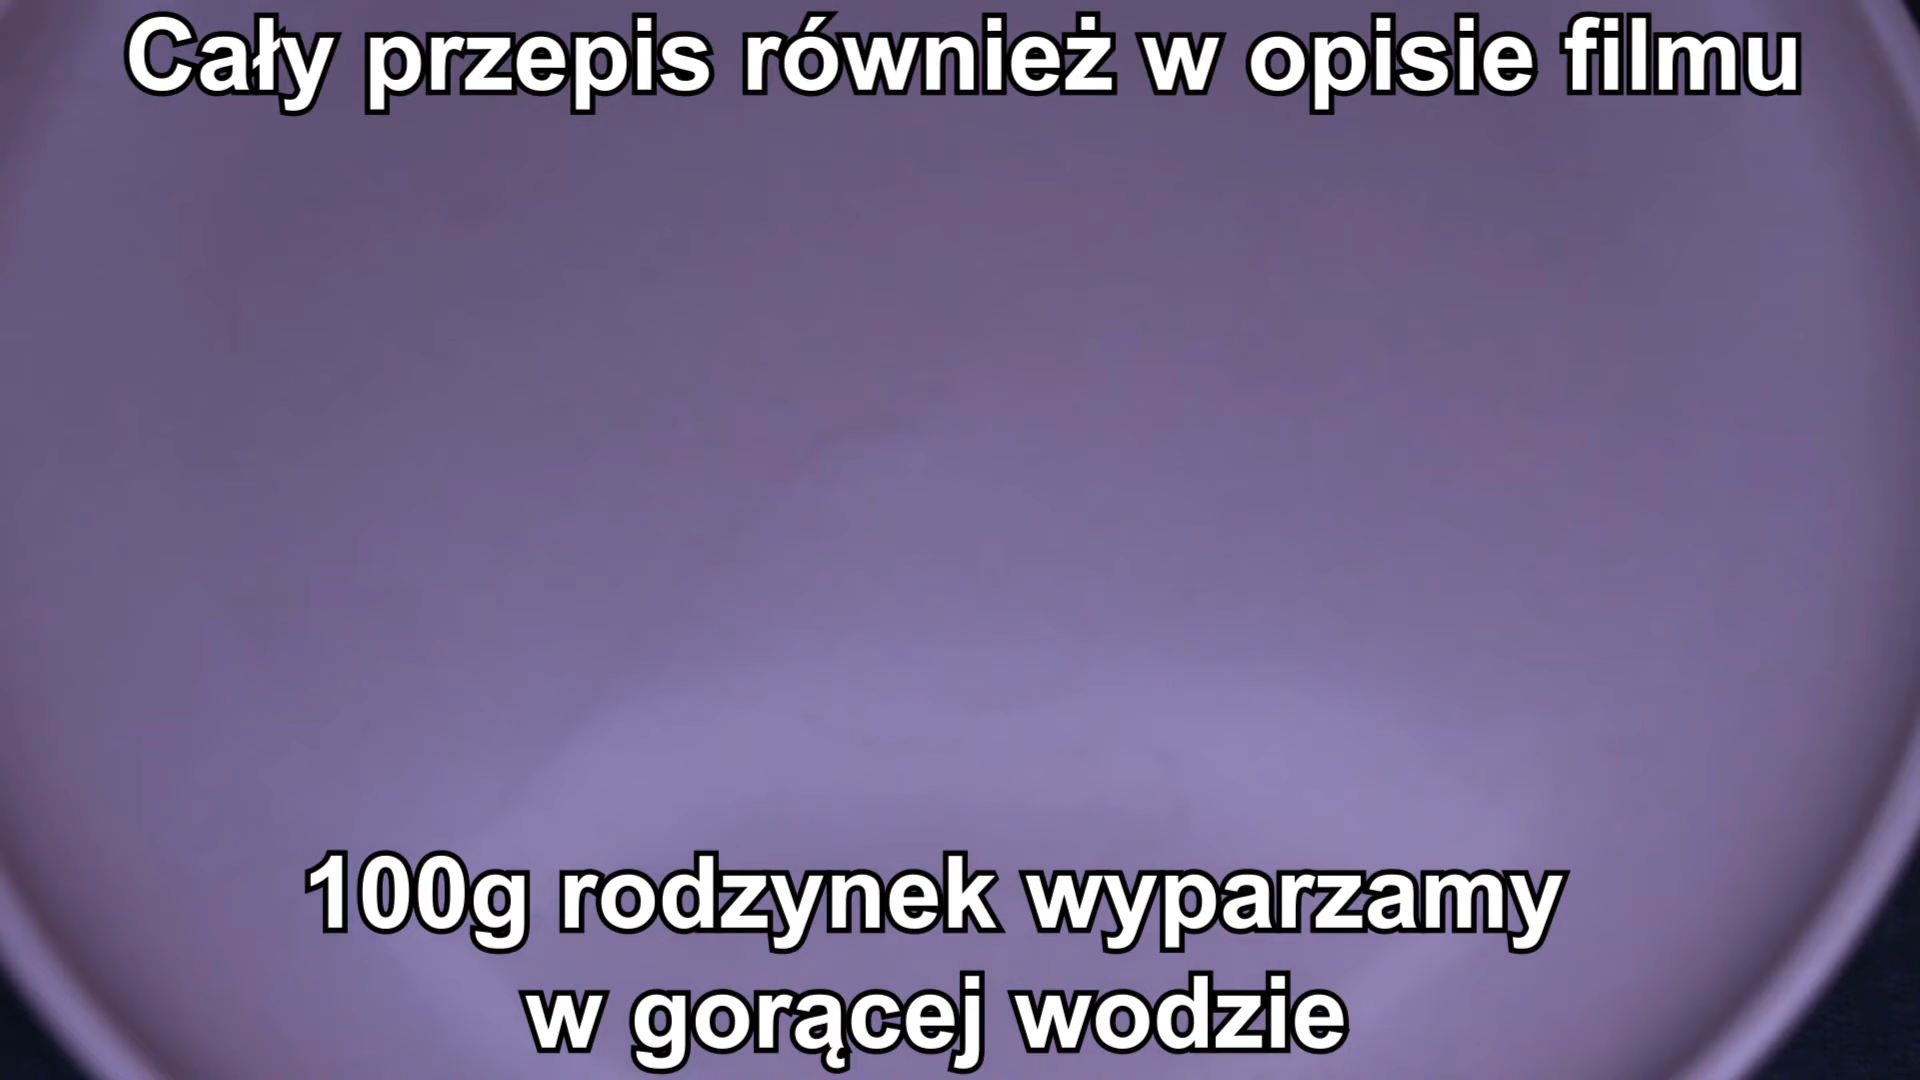 Cały przepis również w opisie filmu
100g rodzynek wyparzamy
w gorącej wodzie